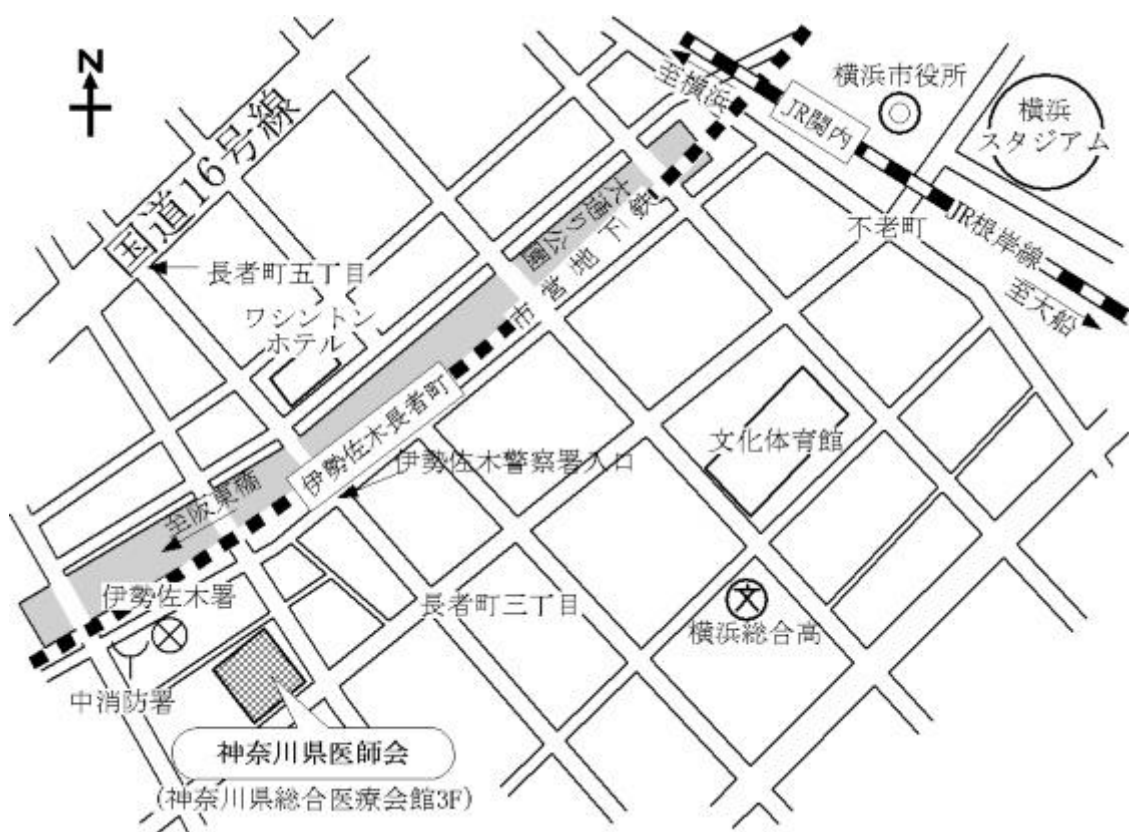 N
国道16号線
至横浜
JR関内
横浜市役所
横浜
スタジアム
大通り公園
市営地下鉄
不老町
JR根岸線
至大船
長者町五丁目
ワシントン
ホテル
文化体育館
伊勢佐木長者町
伊勢佐木警察署入口
至阪東橋
伊勢佐木署
長者町三丁目
文
横浜総合高
中消防署
神奈川県医師会
(神奈川県総合医療会館3F)